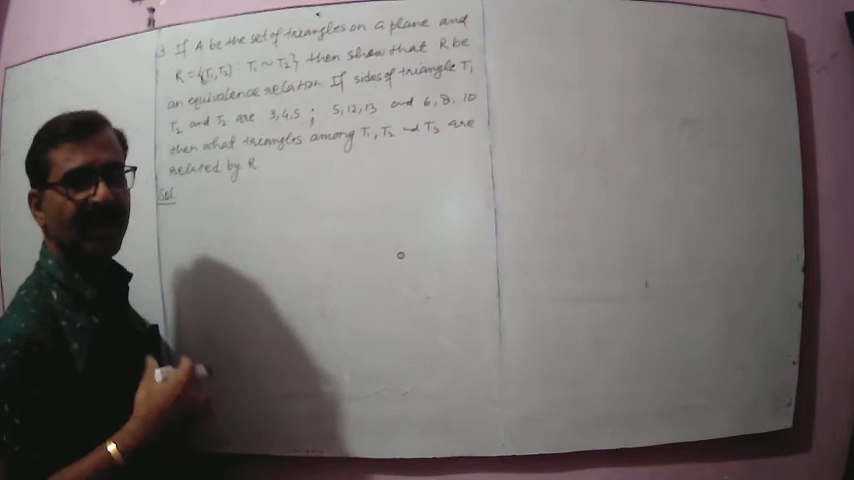 3 If A be the set of triangles on a plane and
R = {(T1, T2) : T1 ~ T2}, then show that R be
an equivalence relation If sides of triangle T1
T2 and T2 are 3,4,5 ; 5,12,13 and 6,8,10
then what triangles among T1, T2 and T3 are
related by R
Sol